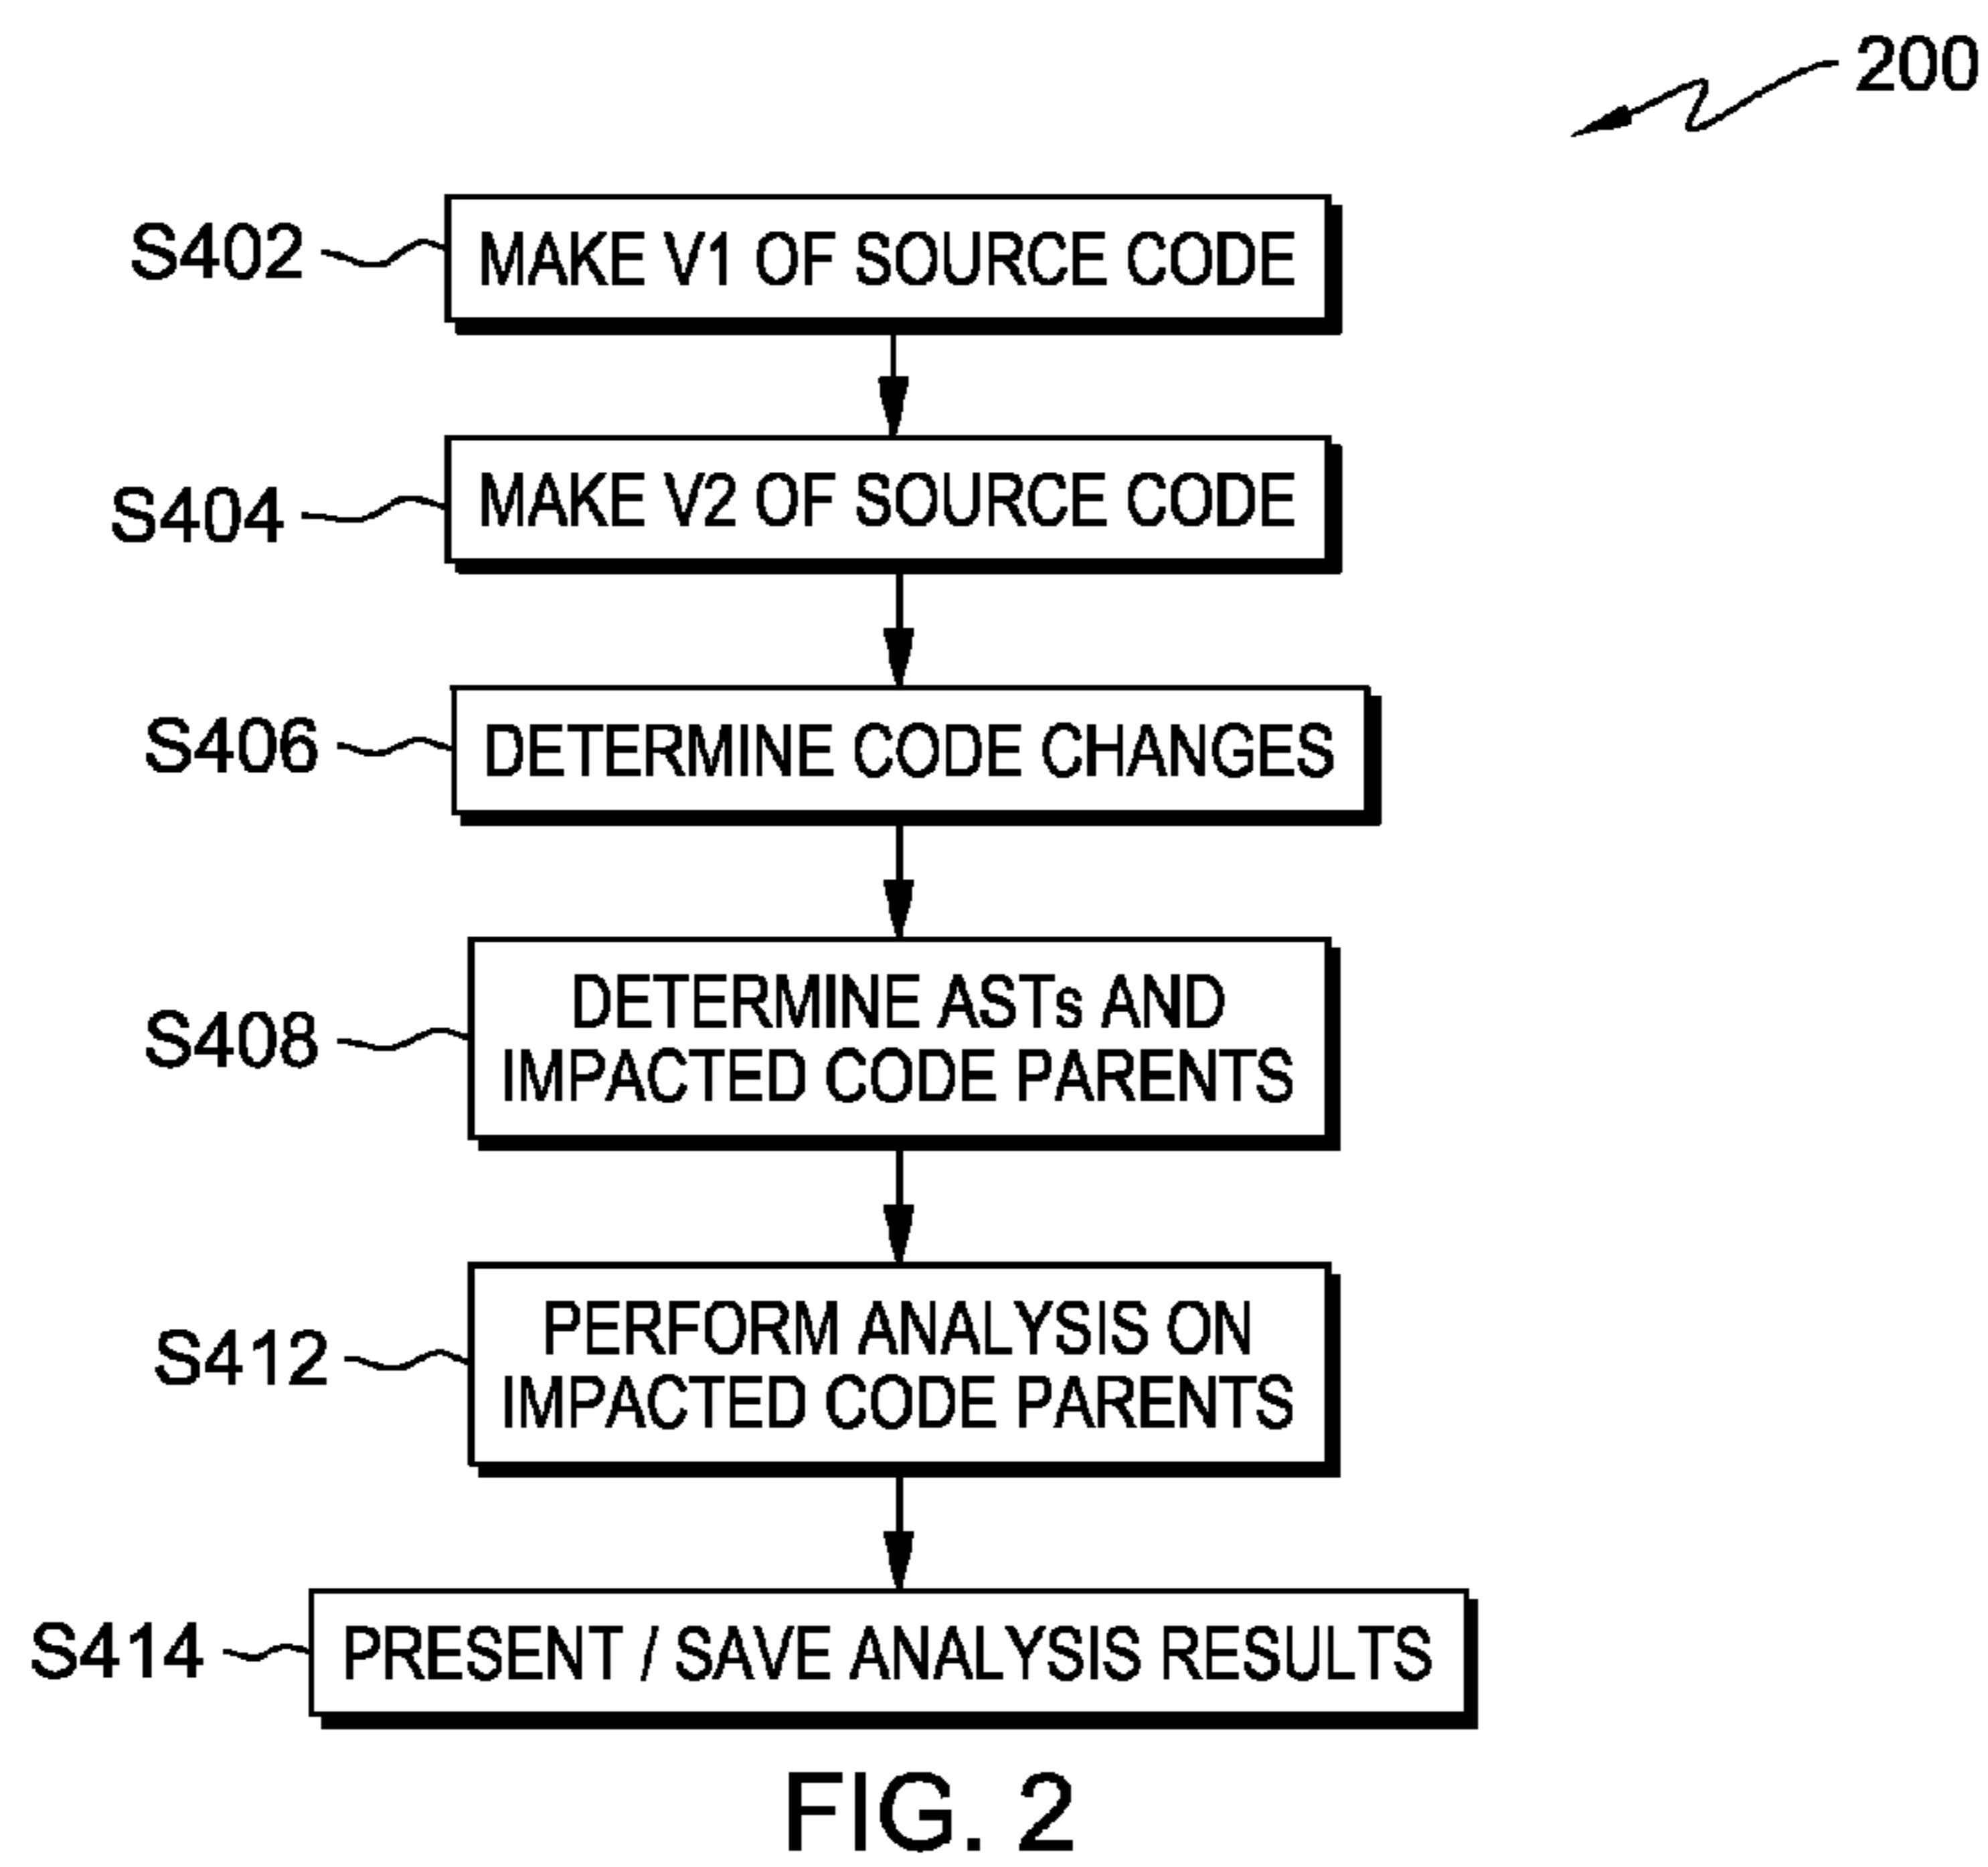 200
S402
MAKE V1 OF SOURCE CODE
S404
MAKE V2 OF SOURCE CODE
S406
DETERMINE CODE CHANGES
S408
DETERMINE ASTs AND
IMPACTED CODE PARENTS
S412
PERFORM ANALYSIS ON
IMPACTED CODE PARENTS
S414
PRESENT / SAVE ANALYSIS RESULTS
FIG. 2